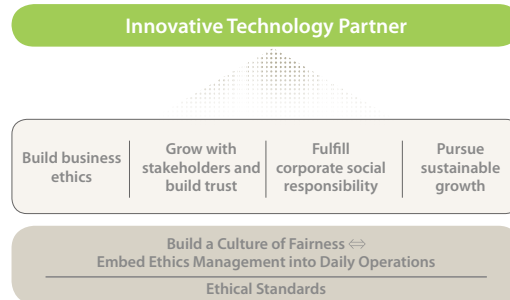 Innovative Technology Partner
Build business
ethics
Grow with
stakeholders and
build trust
Fulfill
corporate social
responsibility
Pursue
sustainable
growth
Build a Culture of Fairness ⇔
Embed Ethics Management into Daily Operations
Ethical Standards